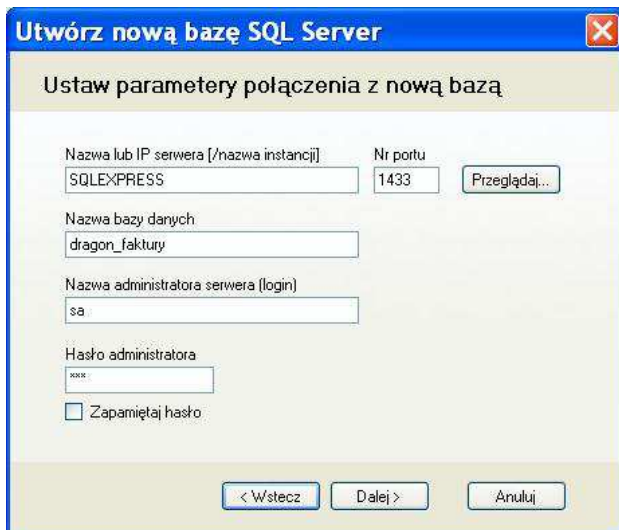 Utwórz nową bazę SQL Server
Ustaw parametery połączenia z nową bazą
Nazwa lub IP serwera [/nazwa instancji] Nr portu
SQLEXPRESS 1433 Przeglądaj...
Nazwa bazy danych
dragon_faktury
Nazwa administratora serwera (login)
sa
Hasło administratora
***
Zapamiętaj hasło
< Wstecz Dalej > Anuluj